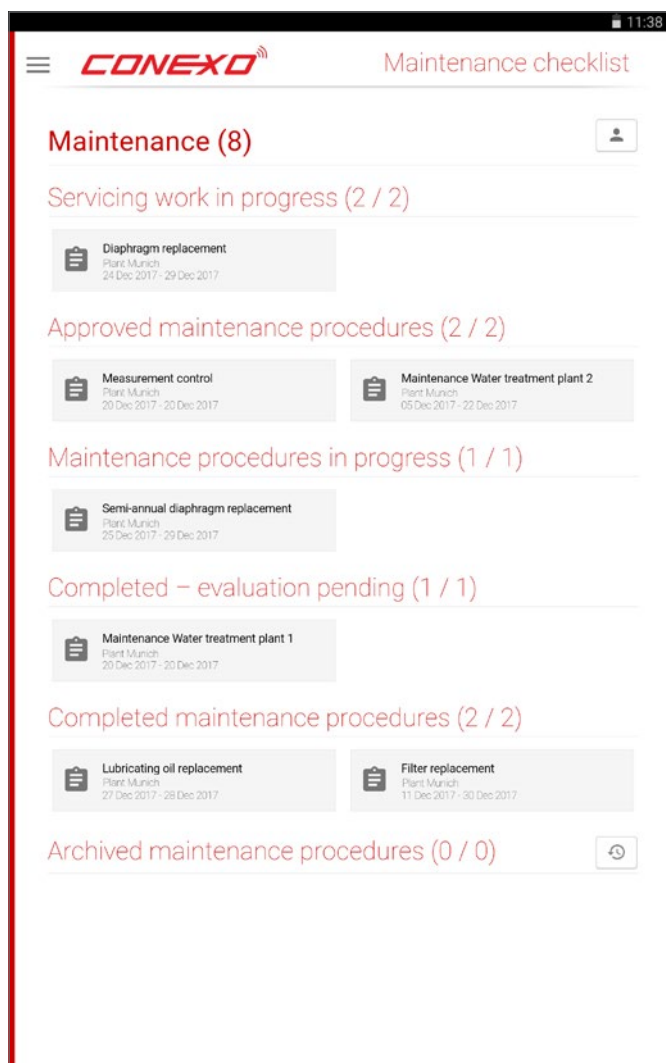 11:38
CONEXO
Maintenance checklist
Maintenance (8)
Servicing work in progress (2 / 2)
Diaphragm replacement
Plant Munich
24 Dec 2017 - 29 Dec 2017
Approved maintenance procedures (2 / 2)
Measurement control
Plant Munich
20 Dec 2017 - 20 Dec 2017
Maintenance Water treatment plant 2
Plant Munich
05 Dec 2017 - 22 Dec 2017
Maintenance procedures in progress (1 / 1)
Semi-annual diaphragm replacement
Plant Munich
25 Dec 2017 - 29 Dec 2017
Completed – evaluation pending (1 / 1)
Maintenance Water treatment plant 1
Plant Munich
20 Dec 2017 - 20 Dec 2017
Completed maintenance procedures (2 / 2)
Lubricating oil replacement
Plant Munich
27 Dec 2017 - 28 Dec 2017
Filter replacement
Plant Munich
11 Dec 2017 - 30 Dec 2017
Archived maintenance procedures (0 / 0)